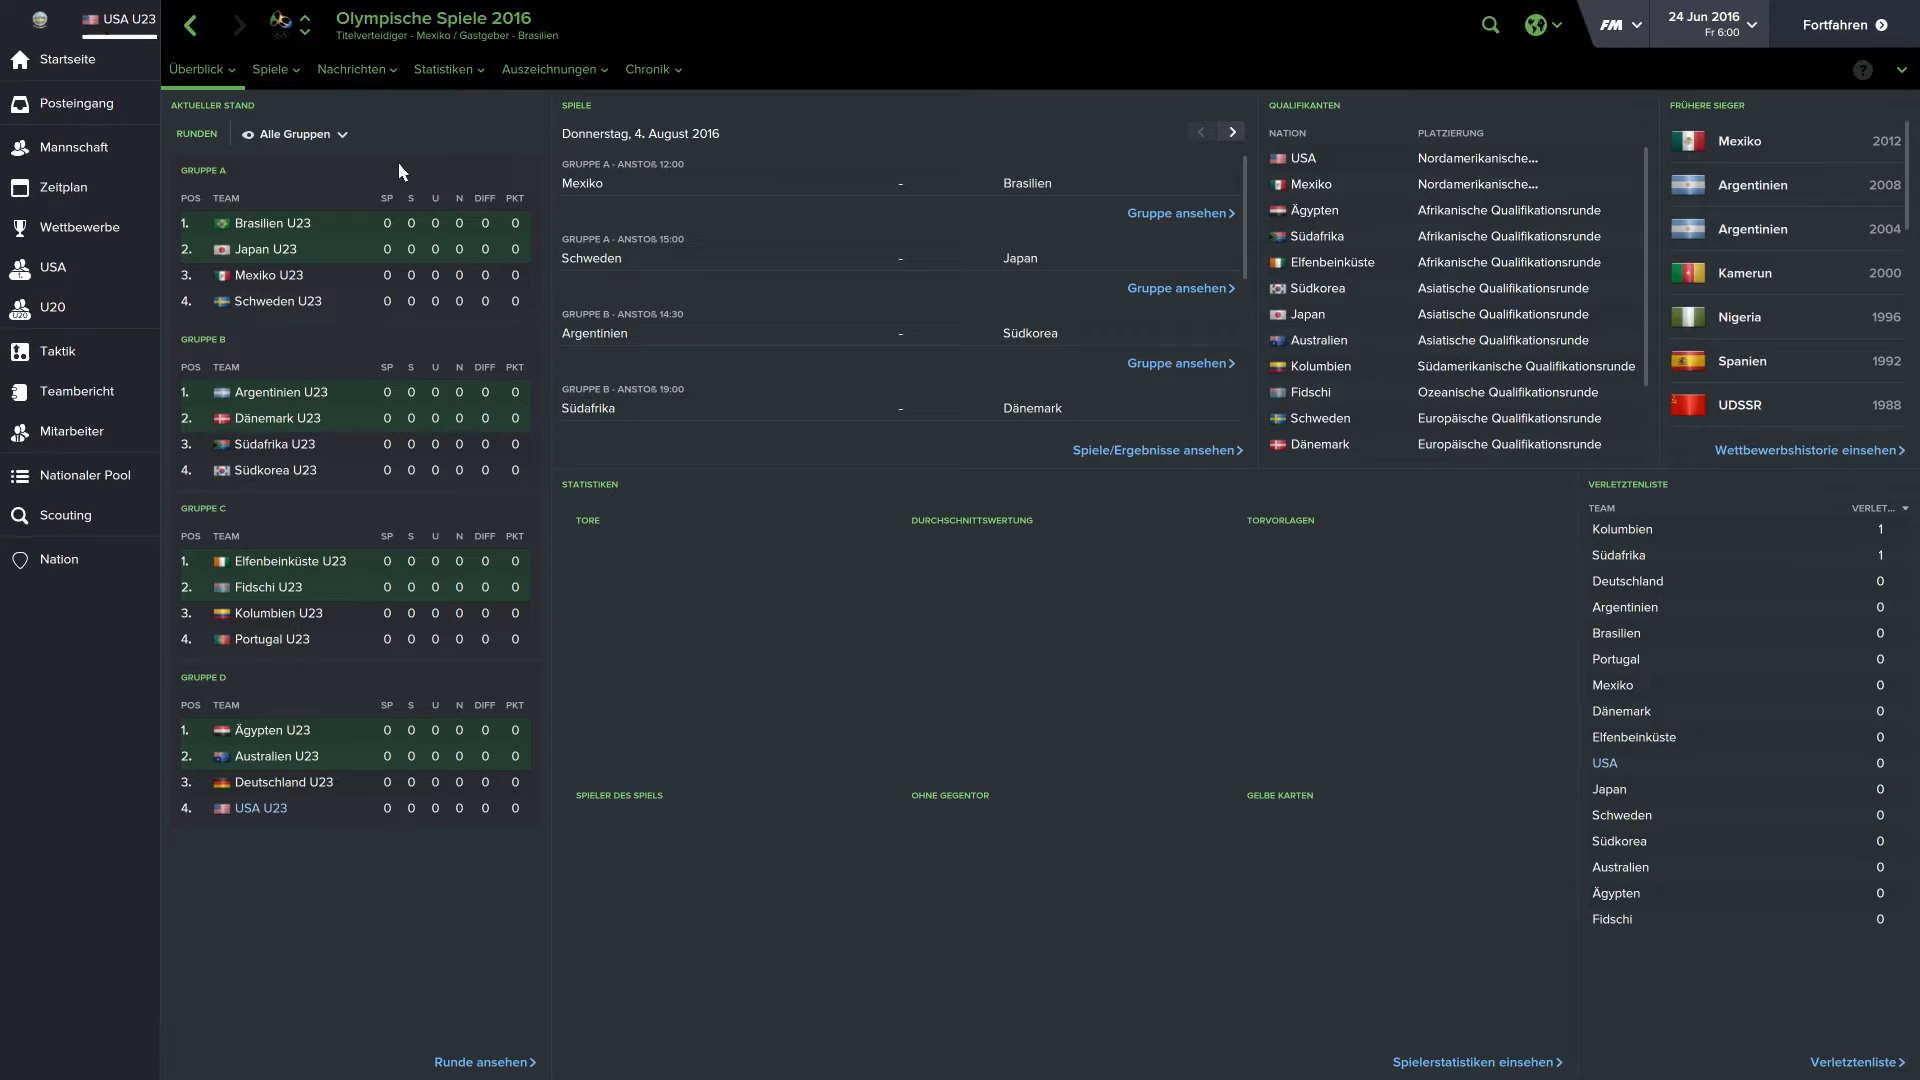 USA U23
Startseite
Posteingang
Mannschaft
Zeitplan
Wettbewerbe
USA
U20
Taktik
Teambericht
Mitarbeiter
Nationaler Pool
Scouting
Nation
Olympische Spiele 2016
Titelverteidiger - Mexiko / Gastgeber - Brasilien
FM
24 Jun 2016
Fr 6:00
Fortfahren
Überblick Spiele Nachrichten Statistiken Auszeichnungen Chronik
?
AKTUELLER STAND
RUNDEN Alle Gruppen
GRUPPE A
POS TEAM SP S U N DIFF PKT
1. Brasilien U23 0 0 0 0 0 0
2. Japan U23 0 0 0 0 0 0
3. Mexiko U23 0 0 0 0 0 0
4. Schweden U23 0 0 0 0 0 0
GRUPPE B
POS TEAM SP S U N DIFF PKT
1. Argentinien U23 0 0 0 0 0 0
2. Dänemark U23 0 0 0 0 0 0
3. Südafrika U23 0 0 0 0 0 0
4. Südkorea U23 0 0 0 0 0 0
GRUPPE C
POS TEAM SP S U N DIFF PKT
1. Elfenbeinküste U23 0 0 0 0 0 0
2. Fidschi U23 0 0 0 0 0 0
3. Kolumbien U23 0 0 0 0 0 0
4. Portugal U23 0 0 0 0 0 0
GRUPPE D
POS TEAM SP S U N DIFF PKT
1. Ägypten U23 0 0 0 0 0 0
2. Australien U23 0 0 0 0 0 0
3. Deutschland U23 0 0 0 0 0 0
4. USA U23 0 0 0 0 0 0
Runde ansehen
SPIELE
Donnerstag, 4. August 2016
GRUPPE A - ANSTOß 12:00
Mexiko - Brasilien
Gruppe ansehen
GRUPPE A - ANSTOß 15:00
Schweden - Japan
Gruppe ansehen
GRUPPE B - ANSTOß 14:30
Argentinien - Südkorea
Gruppe ansehen
GRUPPE B - ANSTOß 19:00
Südafrika - Dänemark
Spiele/Ergebnisse ansehen
QUALIFIKANTEN
NATION PLATZIERUNG
USA Nordamerikanische...
Mexiko Nordamerikanische...
Ägypten Afrikanische Qualifikationsrunde
Südafrika Afrikanische Qualifikationsrunde
Elfenbeinküste Afrikanische Qualifikationsrunde
Südkorea Asiatische Qualifikationsrunde
Japan Asiatische Qualifikationsrunde
Australien Asiatische Qualifikationsrunde
Kolumbien Südamerikanische Qualifikationsrunde
Fidschi Ozeanische Qualifikationsrunde
Schweden Europäische Qualifikationsrunde
Dänemark Europäische Qualifikationsrunde
FRÜHERE SIEGER
Mexiko 2012
Argentinien 2008
Argentinien 2004
Kamerun 2000
Nigeria 1996
Spanien 1992
UDSSR 1988
Wettbewerbshistorie einsehen
STATISTIKEN
TORE DURCHSCHNITTSWERTUNG TORVORLAGEN
SPIELER DES SPIELS OHNE GEGENTOR GELBE KARTEN
Spielerstatistiken einsehen
VERLETZTENLISTE
TEAM VERLET...
Kolumbien 1
Südafrika 1
Deutschland 0
Argentinien 0
Brasilien 0
Portugal 0
Mexiko 0
Dänemark 0
Elfenbeinküste 0
USA 0
Japan 0
Schweden 0
Südkorea 0
Australien 0
Ägypten 0
Fidschi 0
Verletztenliste